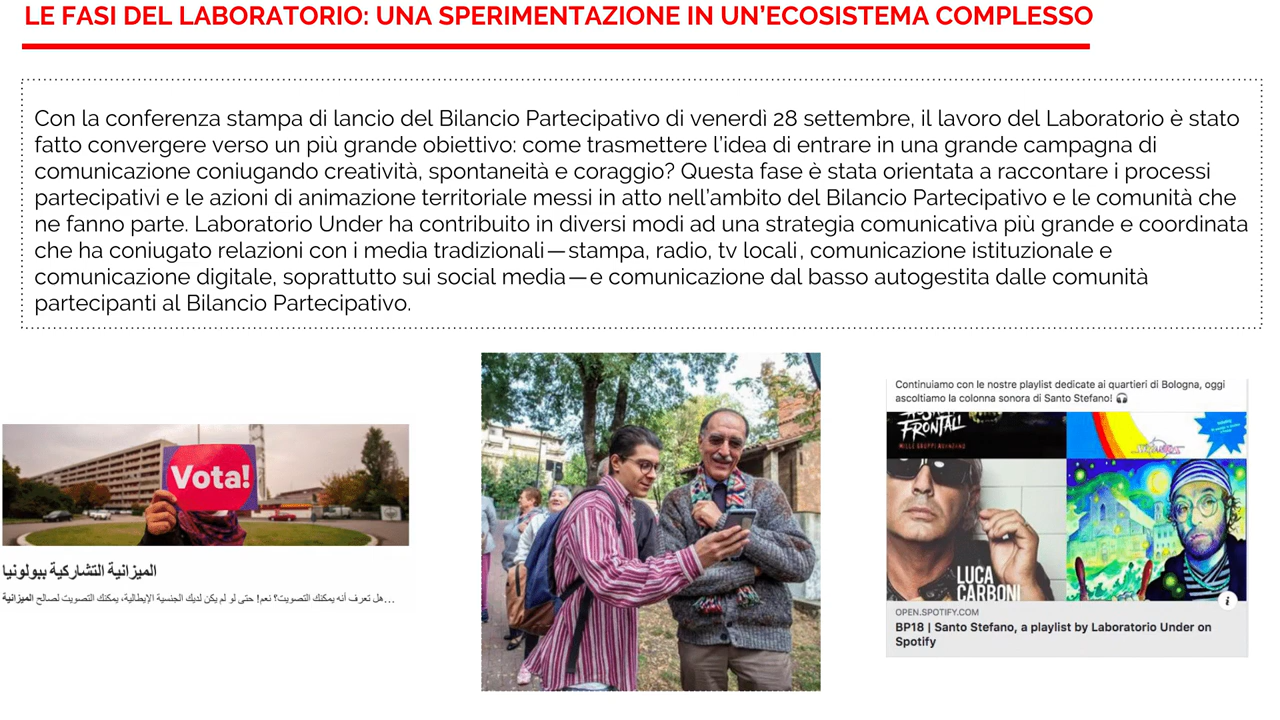 LE FASI DEL LABORATORIO: UNA SPERIMENTAZIONE IN UN’ECOSISTEMA COMPLESSO
Con la conferenza stampa di lancio del Bilancio Partecipativo di venerdì 28 settembre, il lavoro del Laboratorio è stato
fatto convergere verso un più grande obiettivo: come trasmettere l’idea di entrare in una grande campagna di
comunicazione coniugando creatività, spontaneità e coraggio? Questa fase è stata orientata a raccontare i processi
partecipativi e le azioni di animazione territoriale messi in atto nell’ambito del Bilancio Partecipativo e le comunità che
ne fanno parte. Laboratorio Under ha contribuito in diversi modi ad una strategia comunicativa più grande e coordinata
che ha coniugato relazioni con i media tradizionali — stampa, radio, tv locali, comunicazione istituzionale e
comunicazione digitale, soprattutto sui social media — e comunicazione dal basso autogestita dalle comunità
partecipanti al Bilancio Partecipativo.
Vota!
الميزانية التشاركية ببولونيا
هل تعرف أنه يمكنك التصويت؟ نعم! حتى لو لم يكن لديك الجنسية الإيطالية، يمكنك التصويت لصالح الميزانية...
Continuiamo con le nostre playlist dedicate ai quartieri di Bologna, oggi
ascoltiamo la colonna sonora di Santo Stefano! 🎧
FRONTALI
MILLE GRUPPI AVANZANO
LUCA
CARBONI
OPEN.SPOTIFY.COM
i
BP18 | Santo Stefano, a playlist by Laboratorio Under on
Spotify